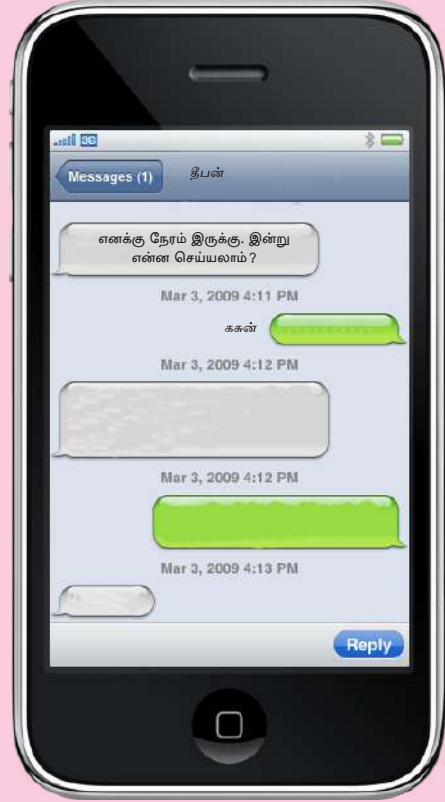 3G
Messages (1) தீபன்
எனக்கு நேரம் இருக்கு. இன்று
என்ன செய்யலாம்?
Mar 3, 2009 4:11 PM
கசுன்
Mar 3, 2009 4:12 PM
Mar 3, 2009 4:12 PM
Mar 3, 2009 4:13 PM
Reply